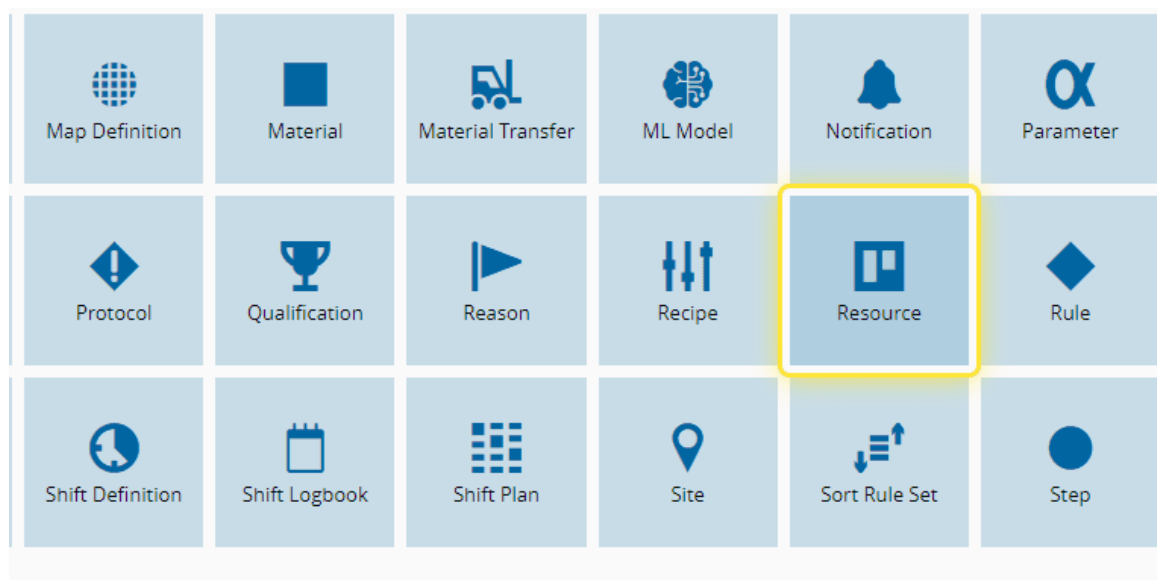 Map Definition
Material
Material Transfer
ML Model
Notification
Parameter
Protocol
Qualification
Reason
Recipe
Resource
Rule
Shift Definition
Shift Logbook
Shift Plan
Site
Sort Rule Set
Step